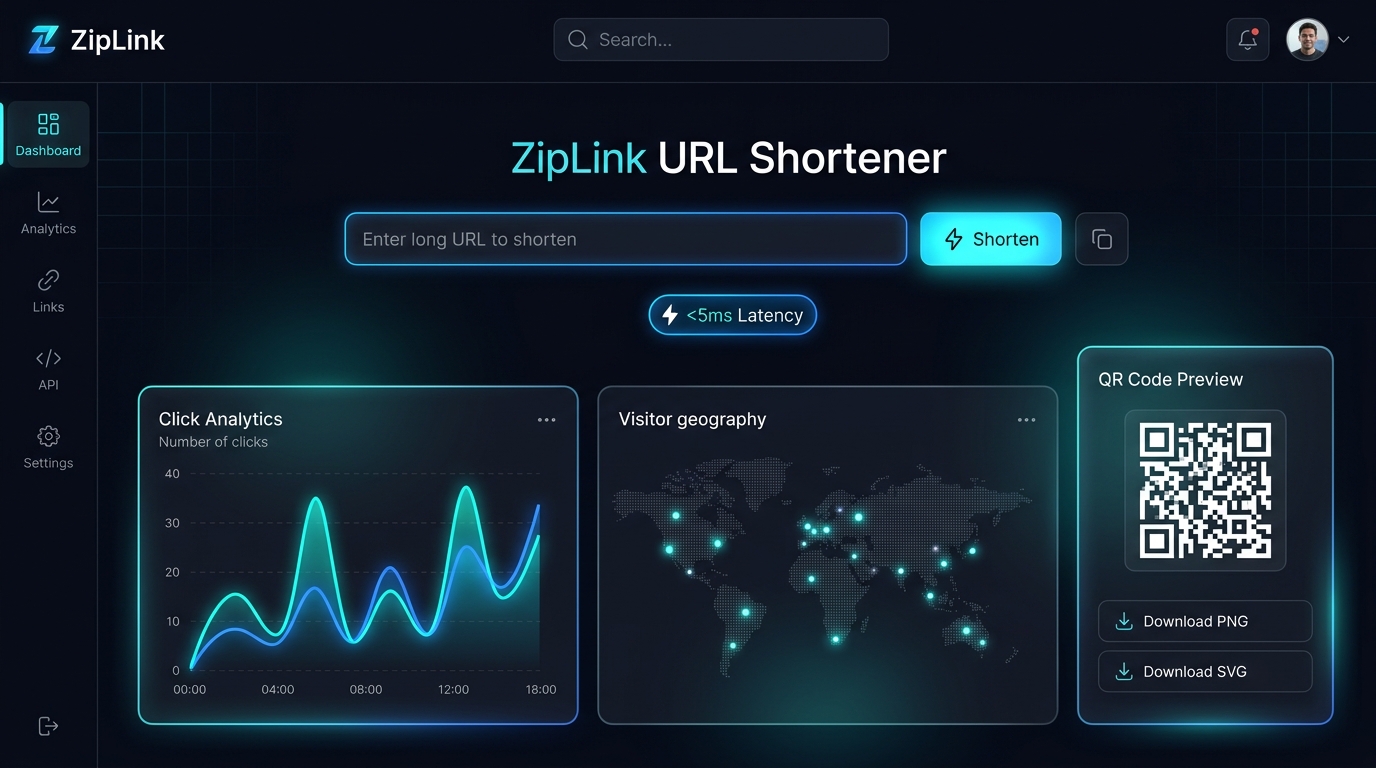 ZipLink
Search...
Dashboard
Analytics
Links
API
Settings
ZipLink URL Shortener
Enter long URL to shorten
Shorten
<5ms Latency
Click Analytics
Number of clicks
40
30
20
10
0
00:00 04:00 08:00 12:00 18:00
Visitor geography
QR Code Preview
Download PNG
Download SVG